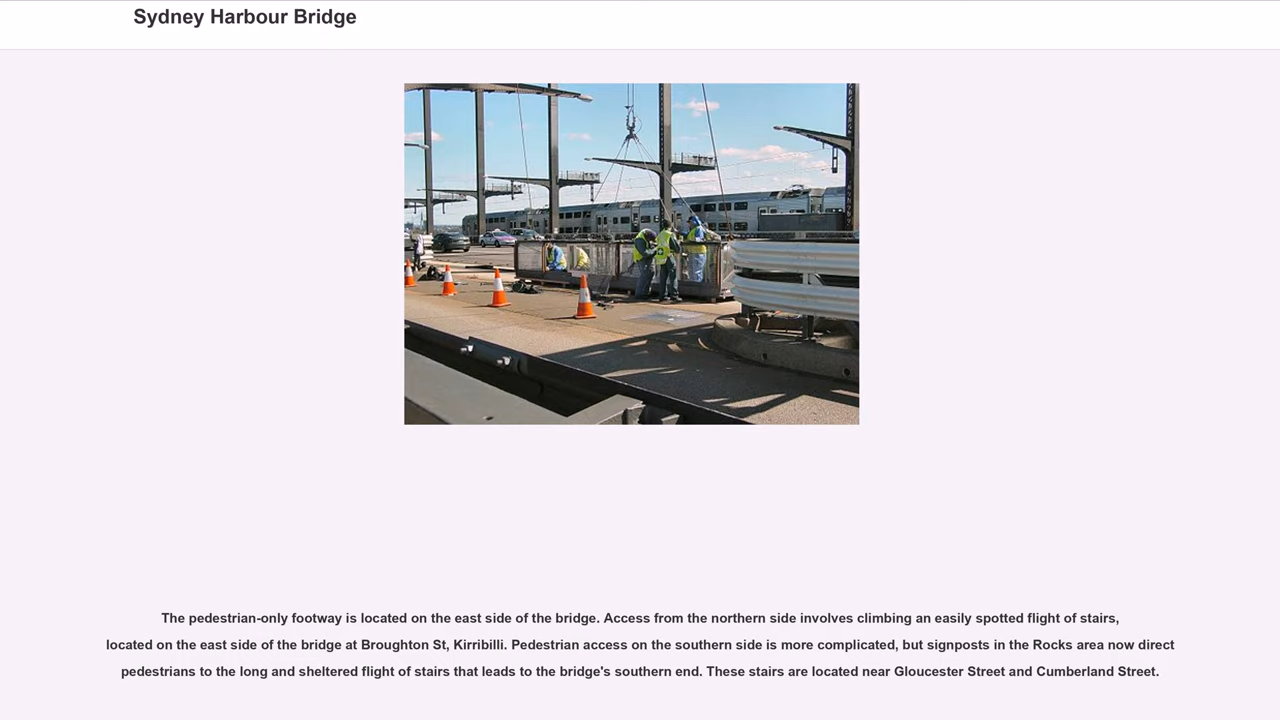 Sydney Harbour Bridge
The pedestrian-only footway is located on the east side of the bridge. Access from the northern side involves climbing an easily spotted flight of stairs,
located on the east side of the bridge at Broughton St, Kirribilli. Pedestrian access on the southern side is more complicated, but signposts in the Rocks area now direct
pedestrians to the long and sheltered flight of stairs that leads to the bridge's southern end. These stairs are located near Gloucester Street and Cumberland Street.